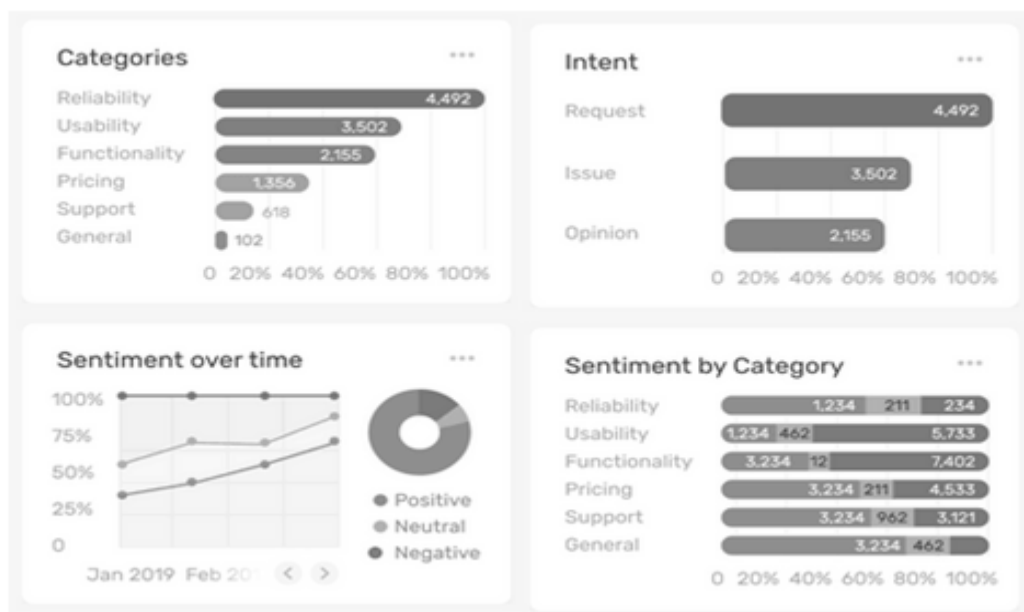 Categories
Reliability 4,492
Usability 3,502
Functionality 2,155
Pricing 1,356
Support 618
General 102
0 20% 40% 60% 80% 100%
Intent
Request 4,492
Issue 3,502
Opinion 2,155
0 20% 40% 60% 80% 100%
Sentiment over time
100%
75%
50%
25%
0
Jan 2019 Feb
Positive
Neutral
Negative
Sentiment by Category
Reliability 1,234 211 234
Usability 1,234 462 5,733
Functionality 3,234 12 7,402
Pricing 3,234 211 4,533
Support 3,234 962 3,121
General 3,234 462
0 20% 40% 60% 80% 100%